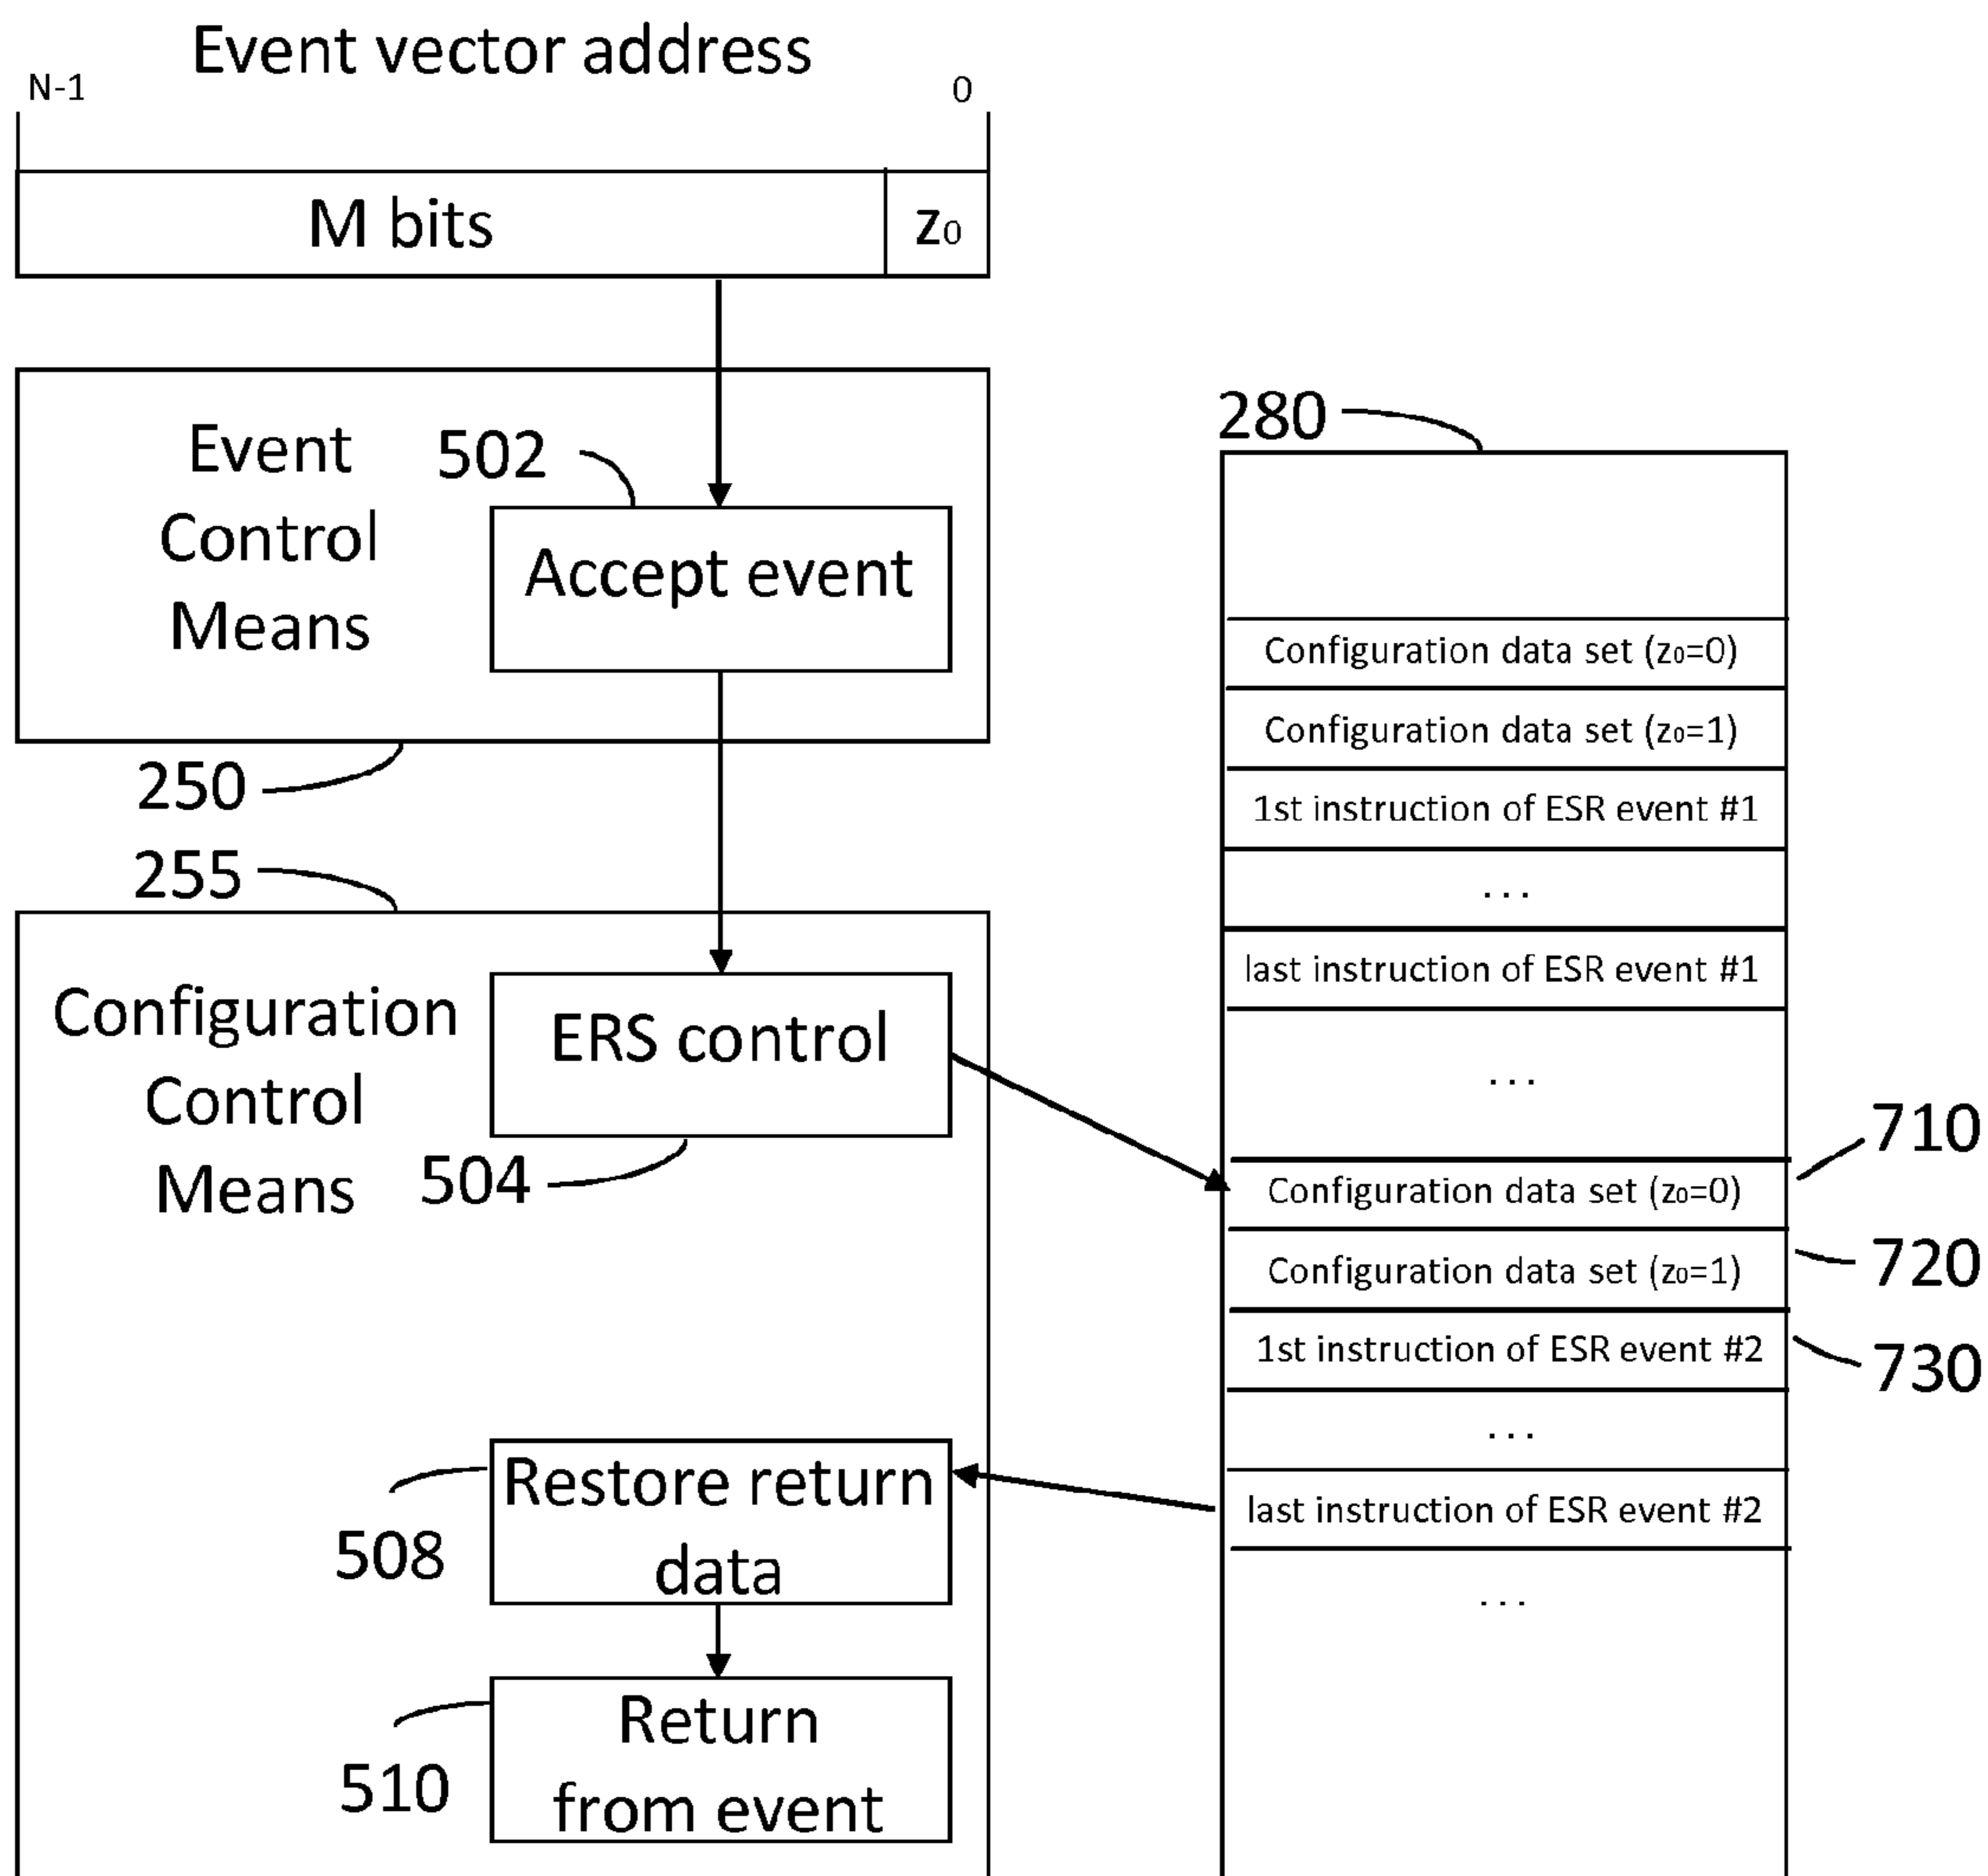 Event vector address
N-1
0
M bits
z0
Event
Control
Means
502
Accept event
250
255
Configuration
Control
Means
ERS control
504
Restore return
data
508
Return
from event
510
280
Configuration data set (z0=0)
Configuration data set (z0=1)
1st instruction of ESR event #1
...
last instruction of ESR event #1
...
Configuration data set (z0=0)
710
Configuration data set (z0=1)
720
1st instruction of ESR event #2
730
...
last instruction of ESR event #2
...